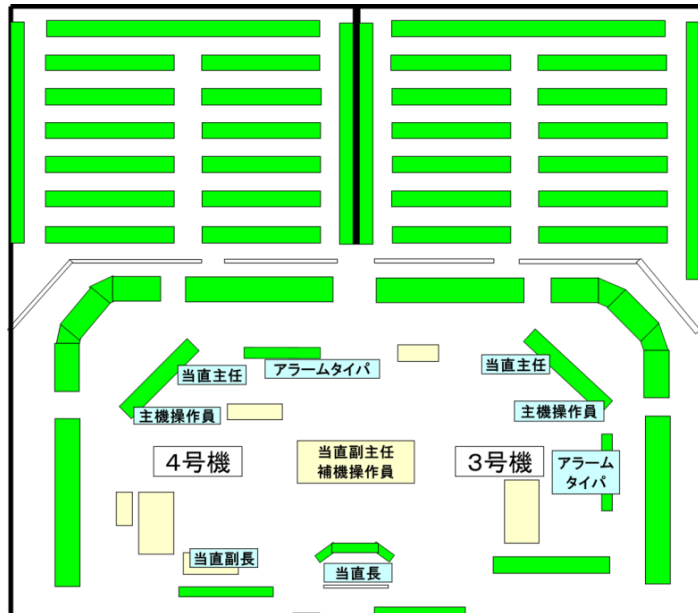 当直主任
アラームタイパ
当直主任
主機操作員
主機操作員
4号機
当直副主任
補機操作員
3号機
アラーム
タイパ
当直副長
当直長